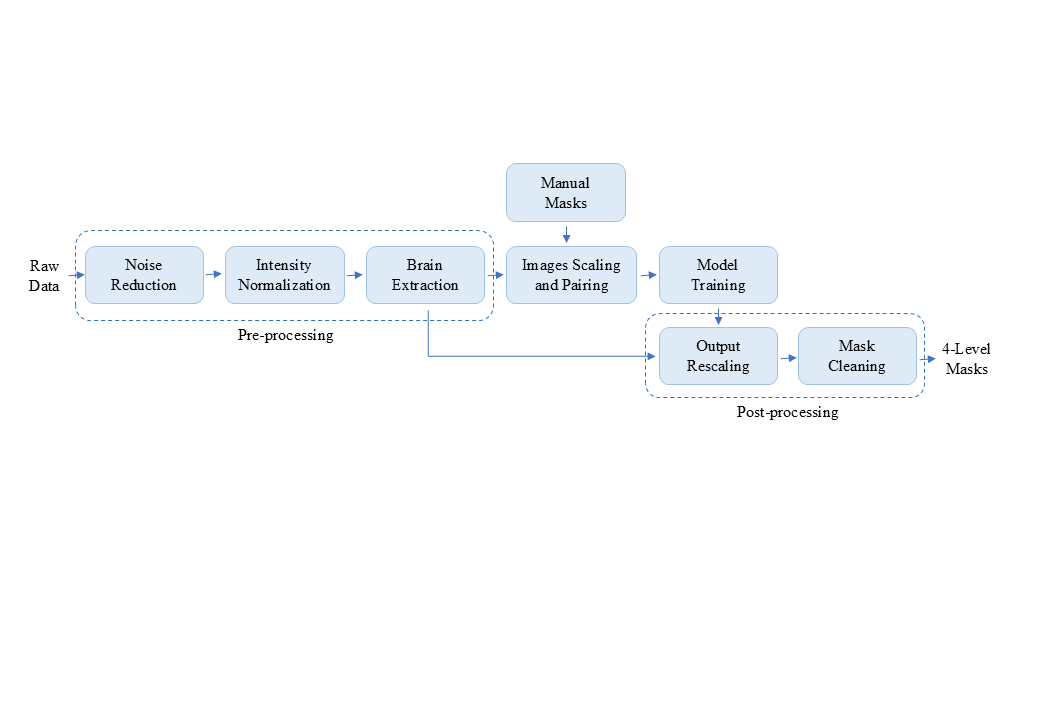 Manual
Masks
Raw
Data
Noise
Reduction
Intensity
Normalization
Brain
Extraction
Images Scaling
and Pairing
Model
Training
Pre-processing
Output
Rescaling
Mask
Cleaning
4-Level
Masks
Post-processing